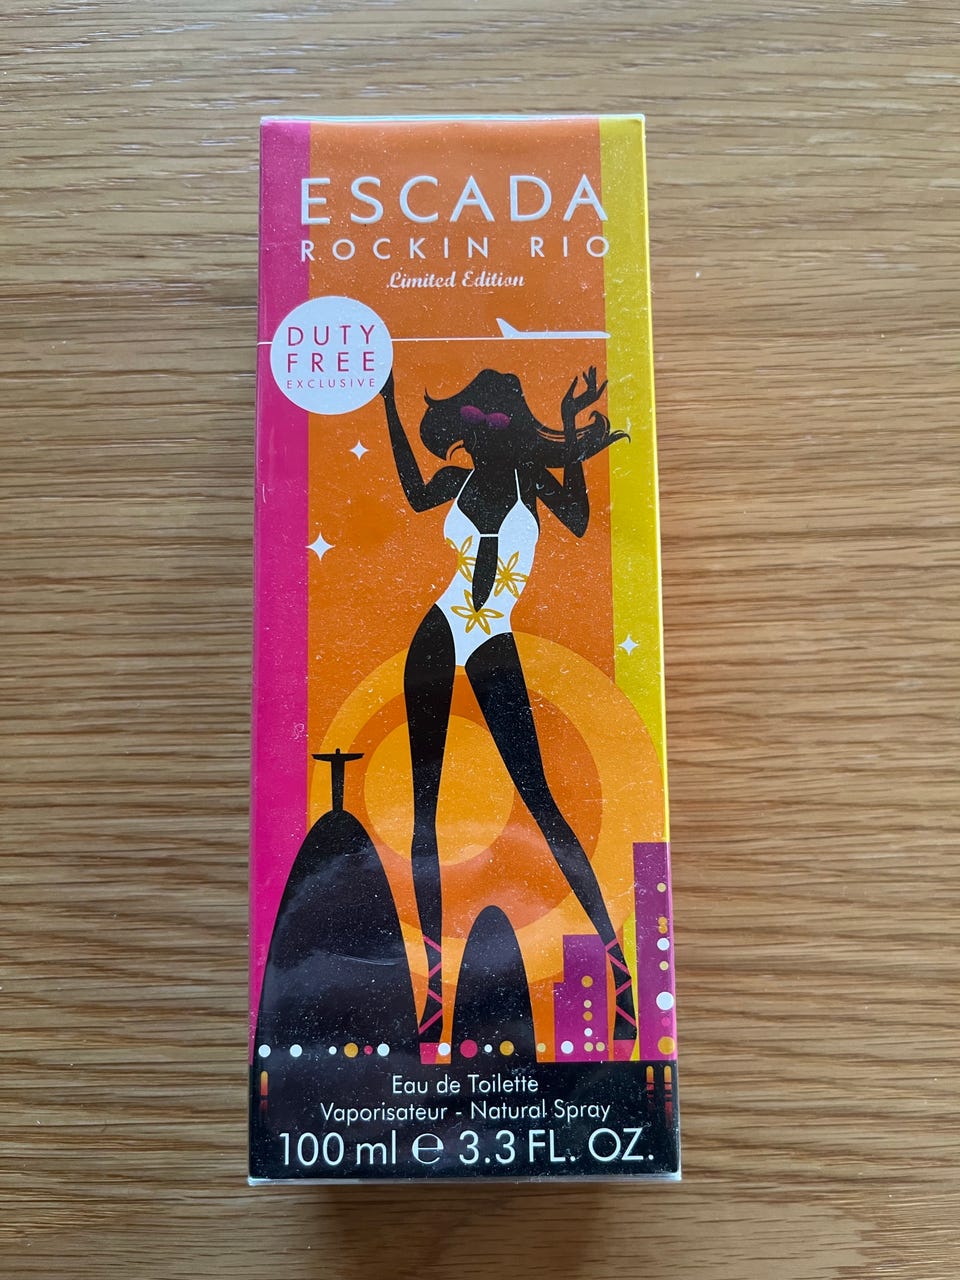 ESCADA
ROCKIN RIO
Limited Edition
DUTY
FREE
EXCLUSIVE
Eau de Toilette
Vaporisateur - Natural Spray
100 ml ℮ 3.3 FL. OZ.